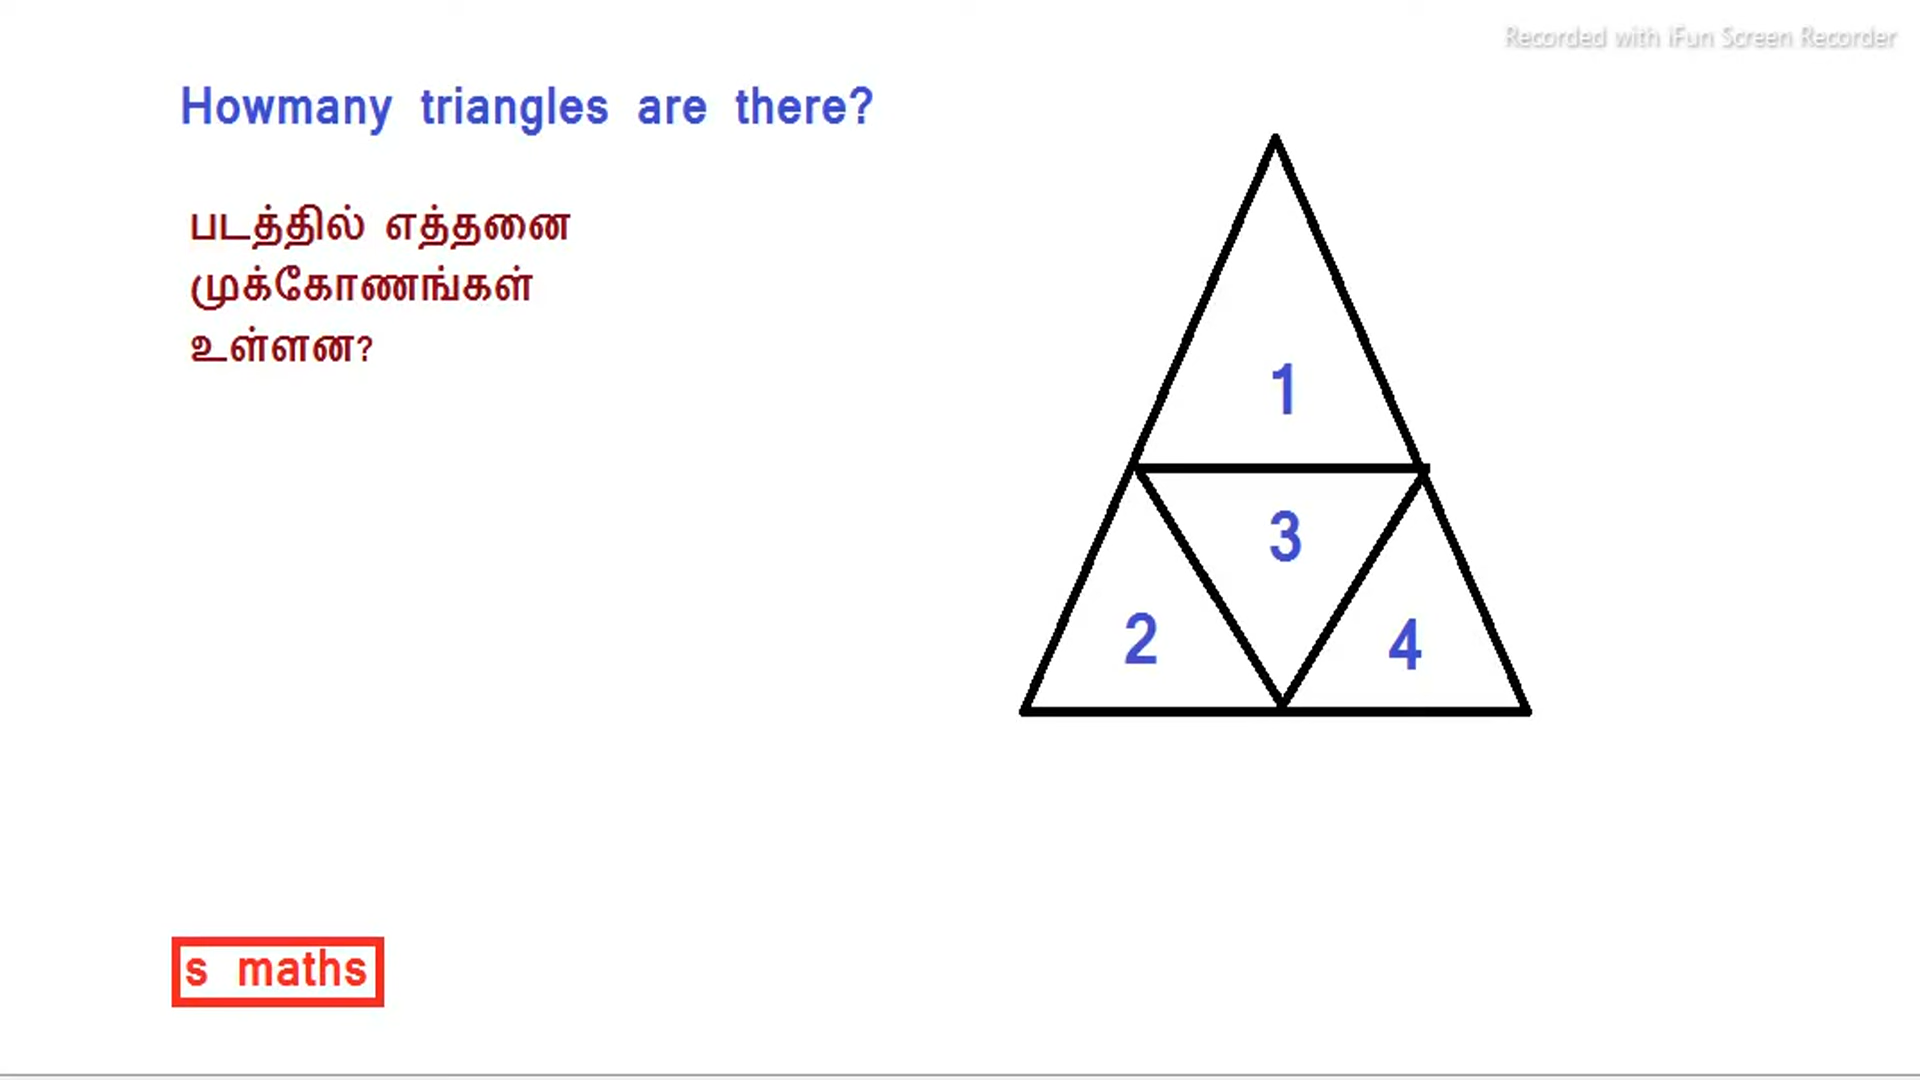 Recorded with iFun Screen Recorder
Howmany triangles are there?
படத்தில் எத்தனை
முக்கோணங்கள்
உள்ளன?
1
3
2
4
s maths